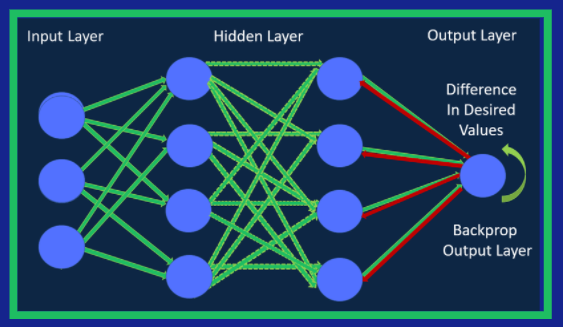 Input Layer
Hidden Layer
Output Layer
Difference
In Desired
Values
Backprop
Output Layer